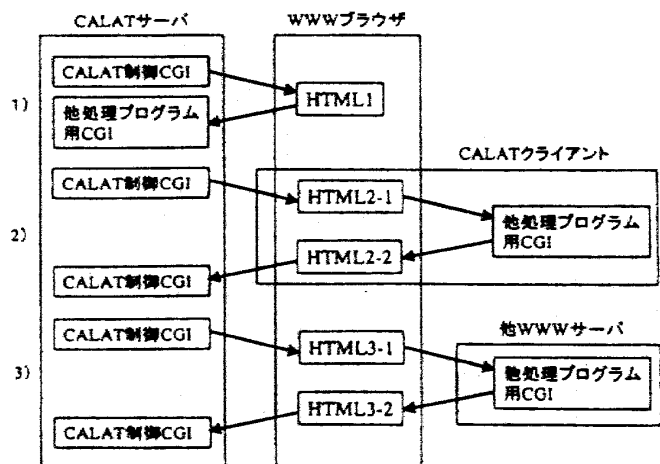 CALATサーバ
WWWブラウザ
1)
CALAT制御CGI
HTML1
他処理プログラム
用CGI
CALATクライアント
2)
CALAT制御CGI
HTML2-1
他処理プログラム
用CGI
HTML2-2
CALAT制御CGI
他WWWサーバ
3)
CALAT制御CGI
HTML3-1
他処理プログラム
用CGI
HTML3-2
CALAT制御CGI